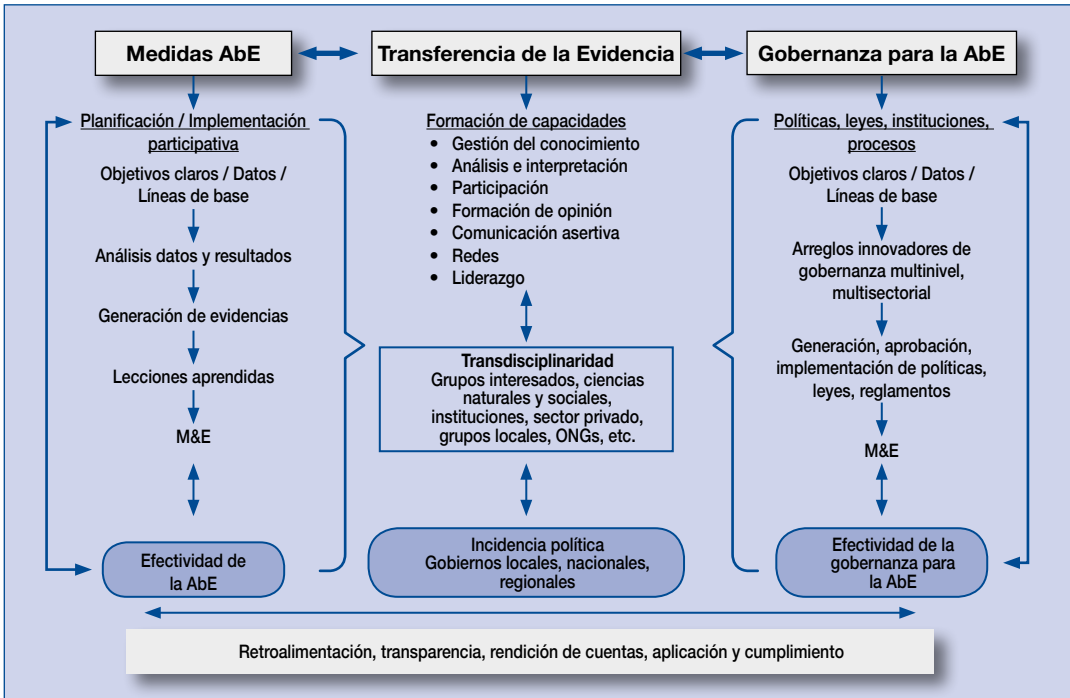 Medidas AbE
Transferencia de la Evidencia
Gobernanza para la AbE
Planificación / Implementación
participativa
Objetivos claros / Datos /
Líneas de base
Análisis datos y resultados
Generación de evidencias
Lecciones aprendidas
M&E
Efectividad de
la AbE
Formación de capacidades
• Gestión del conocimiento
• Análisis e interpretación
• Participación
• Formación de opinión
• Comunicación asertiva
• Redes
• Liderazgo
Transdisciplinaridad
Grupos interesados, ciencias
naturales y sociales,
instituciones, sector privado,
grupos locales, ONGs, etc.
Incidencia política
Gobiernos locales, nacionales,
regionales
Políticas, leyes, instituciones,
procesos
Objetivos claros / Datos /
Líneas de base
Arreglos innovadores de
gobernanza multinivel,
multisectorial
Generación, aprobación,
implementación de políticas,
leyes, reglamentos
M&E
Efectividad de la
gobernanza para
la AbE
Retroalimentación, transparencia, rendición de cuentas, aplicación y cumplimiento